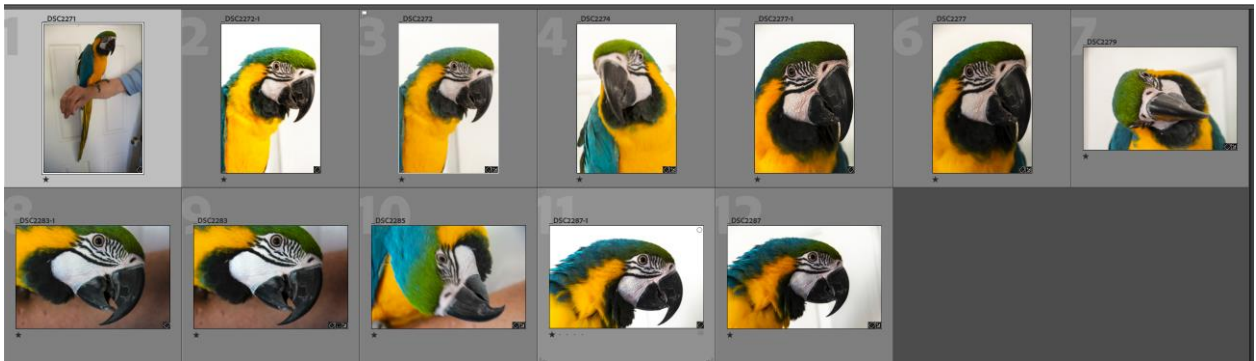 1 _DSC2271
2 _DSC2272-1
3 _DSC2272
4 _DSC2274
5 _DSC2277-1
6 _DSC2277
7 _DSC2279
8 _DSC2283-1
9 _DSC2283
10 _DSC2285
11 _DSC2287-1
12 _DSC2287